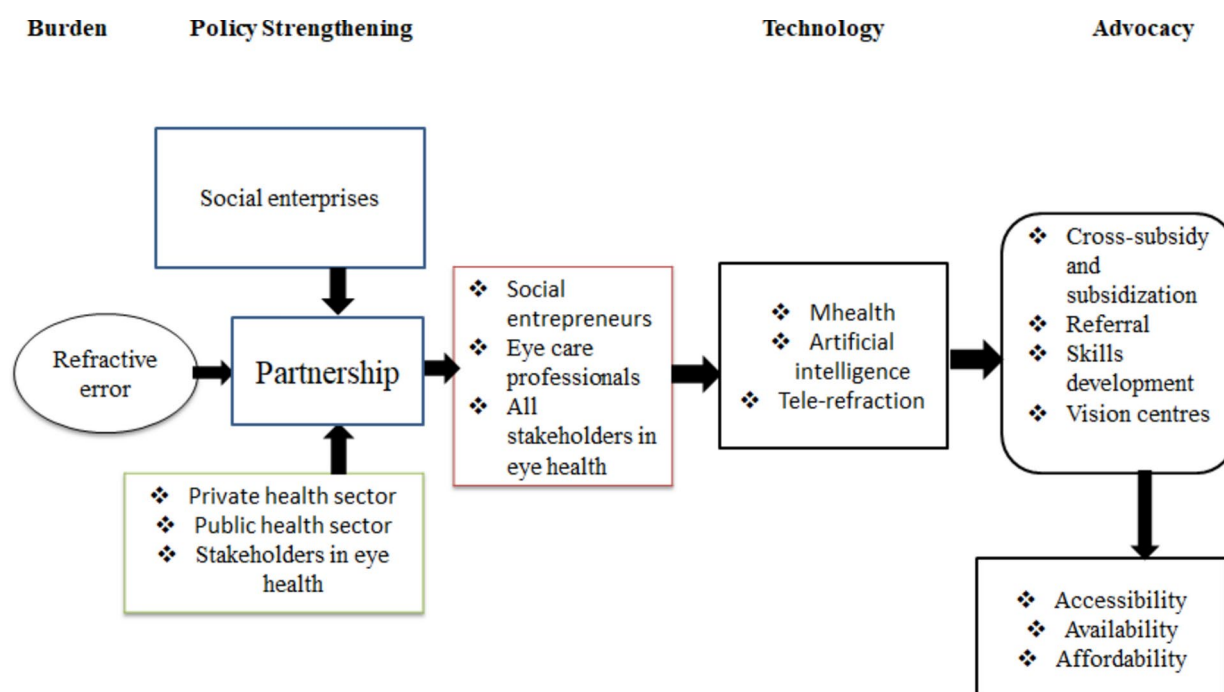 Burden
Policy Strengthening
Technology
Advocacy
Social enterprises
Refractive
error
Partnership
❖ Private health sector
❖ Public health sector
❖ Stakeholders in eye
health
❖ Social
entrepreneurs
❖ Eye care
professionals
❖ All
stakeholders in
eye health
❖ Mhealth
❖ Artificial
intelligence
❖ Tele-refraction
❖ Cross-subsidy
and
subsidization
❖ Referral
❖ Skills
development
❖ Vision centres
❖ Accessibility
❖ Availability
❖ Affordability